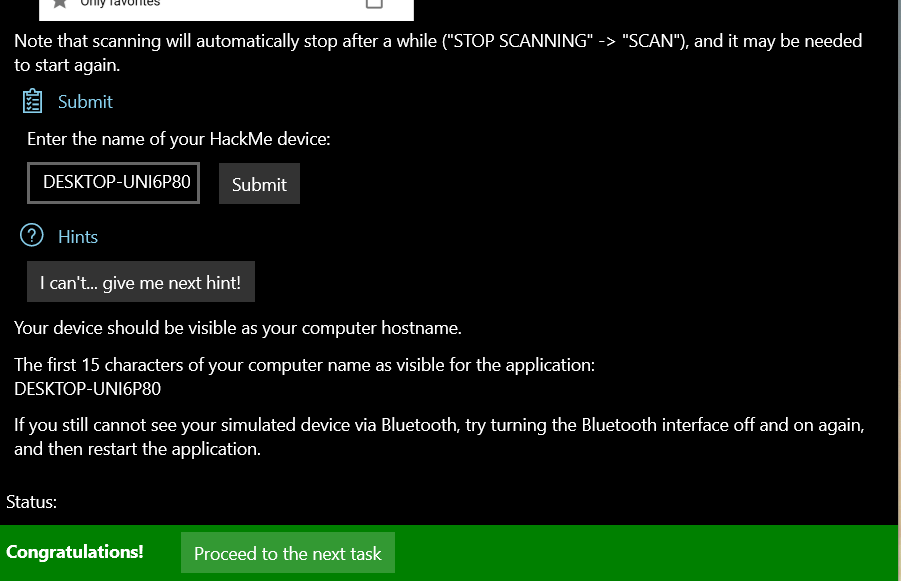 Only favorites
Note that scanning will automatically stop after a while ("STOP SCANNING" -> "SCAN"), and it may be needed
to start again.
Submit
Enter the name of your HackMe device:
DESKTOP-UNI6P80
Submit
Hints
I can't... give me next hint!
Your device should be visible as your computer hostname.
The first 15 characters of your computer name as visible for the application:
DESKTOP-UNI6P80
If you still cannot see your simulated device via Bluetooth, try turning the Bluetooth interface off and on again,
and then restart the application.
Status:
Congratulations!
Proceed to the next task